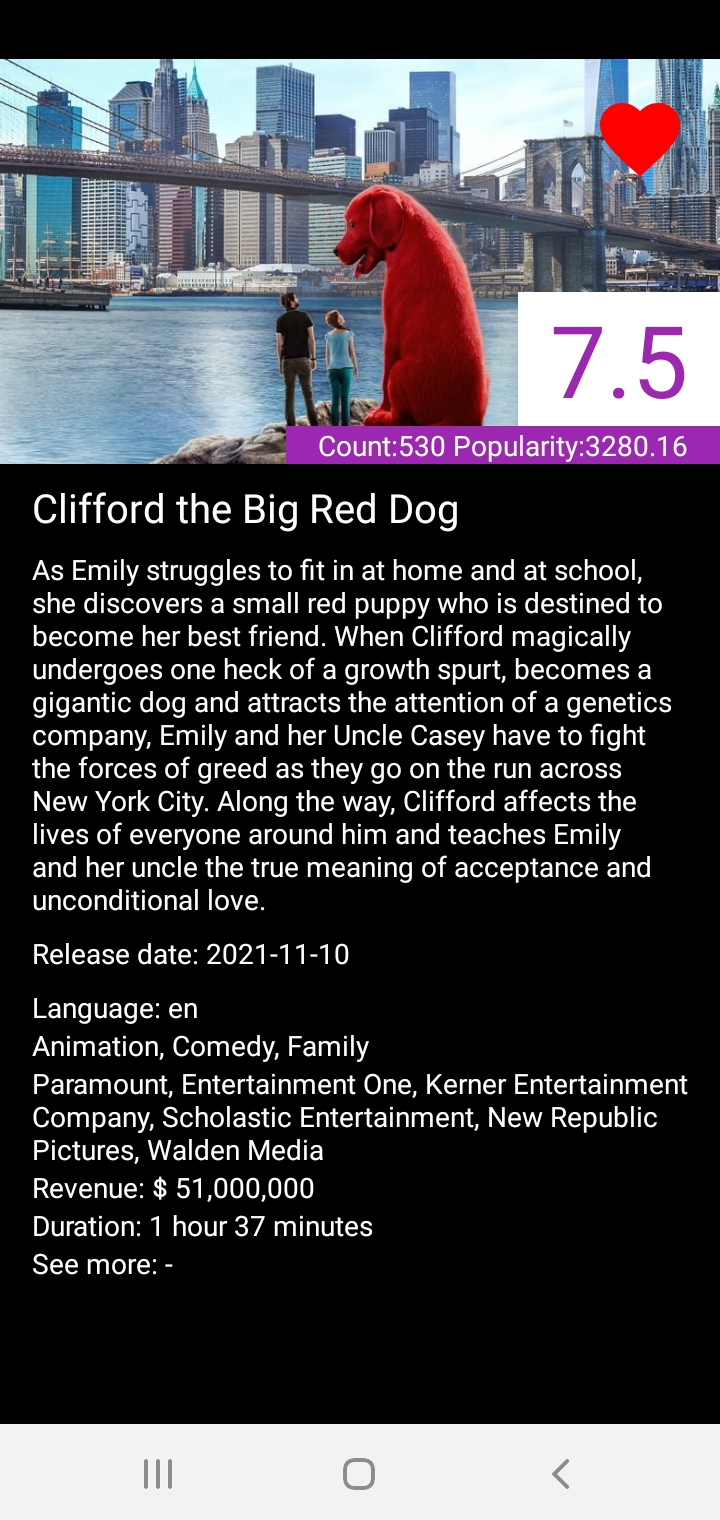 7.5
Count:530 Popularity:3280.16
Clifford the Big Red Dog
As Emily struggles to fit in at home and at school,
she discovers a small red puppy who is destined to
become her best friend. When Clifford magically
undergoes one heck of a growth spurt, becomes a
gigantic dog and attracts the attention of a genetics
company, Emily and her Uncle Casey have to fight
the forces of greed as they go on the run across
New York City. Along the way, Clifford affects the
lives of everyone around him and teaches Emily
and her uncle the true meaning of acceptance and
unconditional love.
Release date: 2021-11-10
Language: en
Animation, Comedy, Family
Paramount, Entertainment One, Kerner Entertainment
Company, Scholastic Entertainment, New Republic
Pictures, Walden Media
Revenue: $ 51,000,000
Duration: 1 hour 37 minutes
See more: -